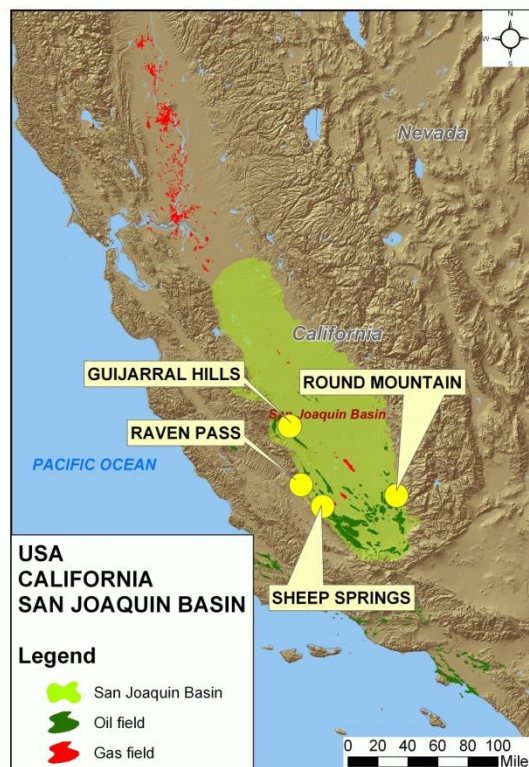 N
W E
S
Nevada
California
GUIJARRAL HILLS
ROUND MOUNTAIN
San Joaquin Basin
RAVEN PASS
PACIFIC OCEAN
SHEEP SPRINGS
USA
CALIFORNIA
SAN JOAQUIN BASIN
Legend
San Joaquin Basin
Oil field
Gas field
0 20 40 60 80 100
Mile